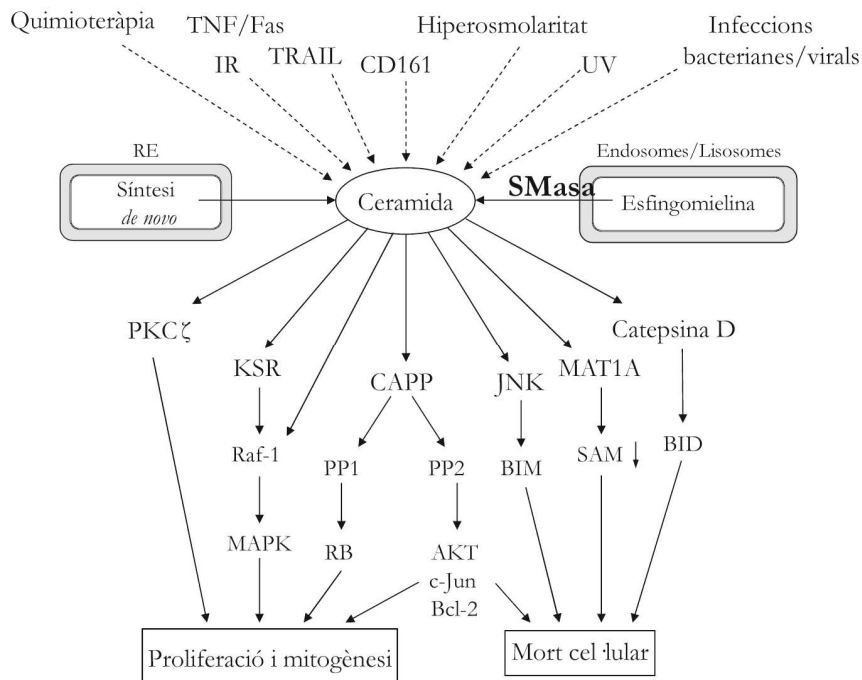 Quimioteràpia
TNF/Fas
IR
TRAIL
CD161
Hiperosmolaritat
UV
Infeccions
bacterianes/virals
RE
Síntesi
de novo
Ceramida
SMasa
Endosomes/Lisosomes
Esfingomielina
PKCζ
KSR
CAPP
JNK
MAT1A
Catepsina D
Raf-1
PP1
PP2
BIM
SAM
BID
MAPK
RB
AKT
c-Jun
Bcl-2
Proliferació i mitogènesi
Mort cel·lular